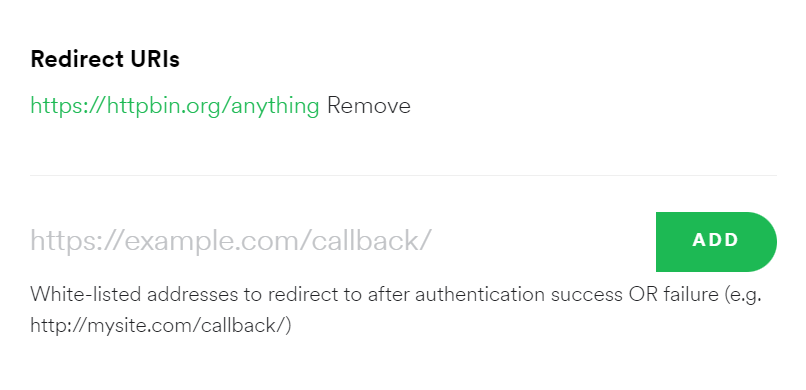 Redirect URIs
https://httpbin.org/anything Remove
https://example.com/callback/
ADD
White-listed addresses to redirect to after authentication success OR failure (e.g.
http://mysite.com/callback/)